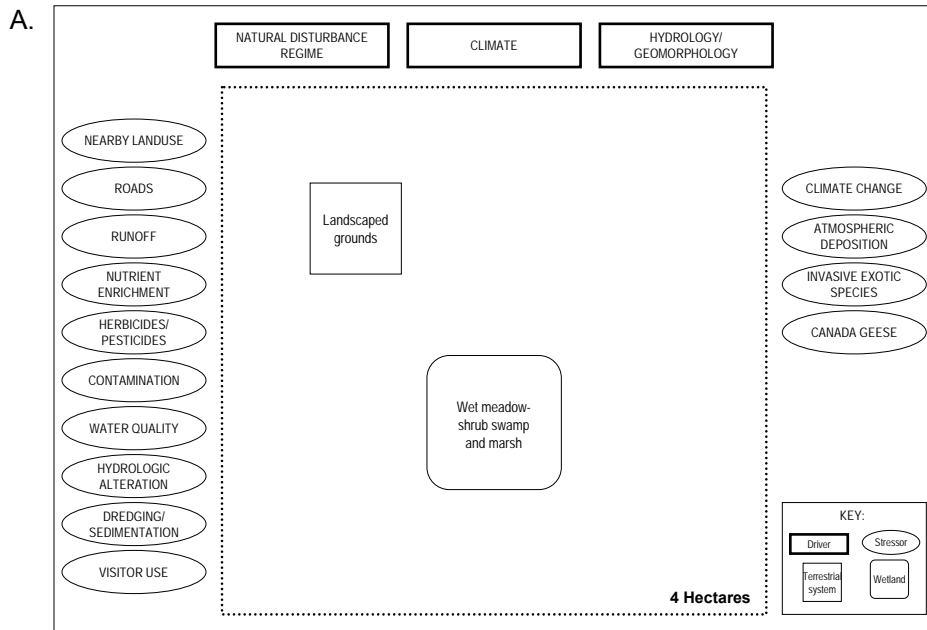 A.
NATURAL DISTURBANCE
REGIME
CLIMATE
HYDROLOGY/
GEOMORPHOLOGY
NEARBY LANDUSE
ROADS
RUNOFF
NUTRIENT
ENRICHMENT
HERBICIDES/
PESTICIDES
CONTAMINATION
WATER QUALITY
HYDROLOGIC
ALTERATION
DREDGING/
SEDIMENTATION
VISITOR USE
Landscaped
grounds
Wet meadow-
shrub swamp
and marsh
4 Hectares
CLIMATE CHANGE
ATMOSPHERIC
DEPOSITION
INVASIVE EXOTIC
SPECIES
CANADA GEESE
KEY:
Driver
Stressor
Terrestrial
system
Wetland